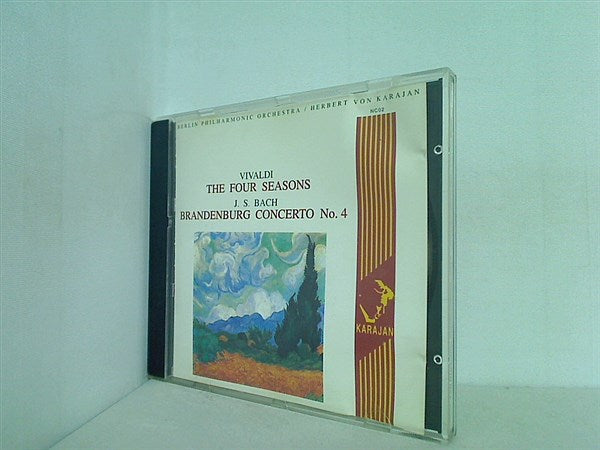 BERLIN PHILHARMONIC ORCHESTRA / HERBERT VON KARAJAN
NC02
VIVALDI
THE FOUR SEASONS
J. S. BACH
BRANDENBURG CONCERTO No. 4
KARAJAN